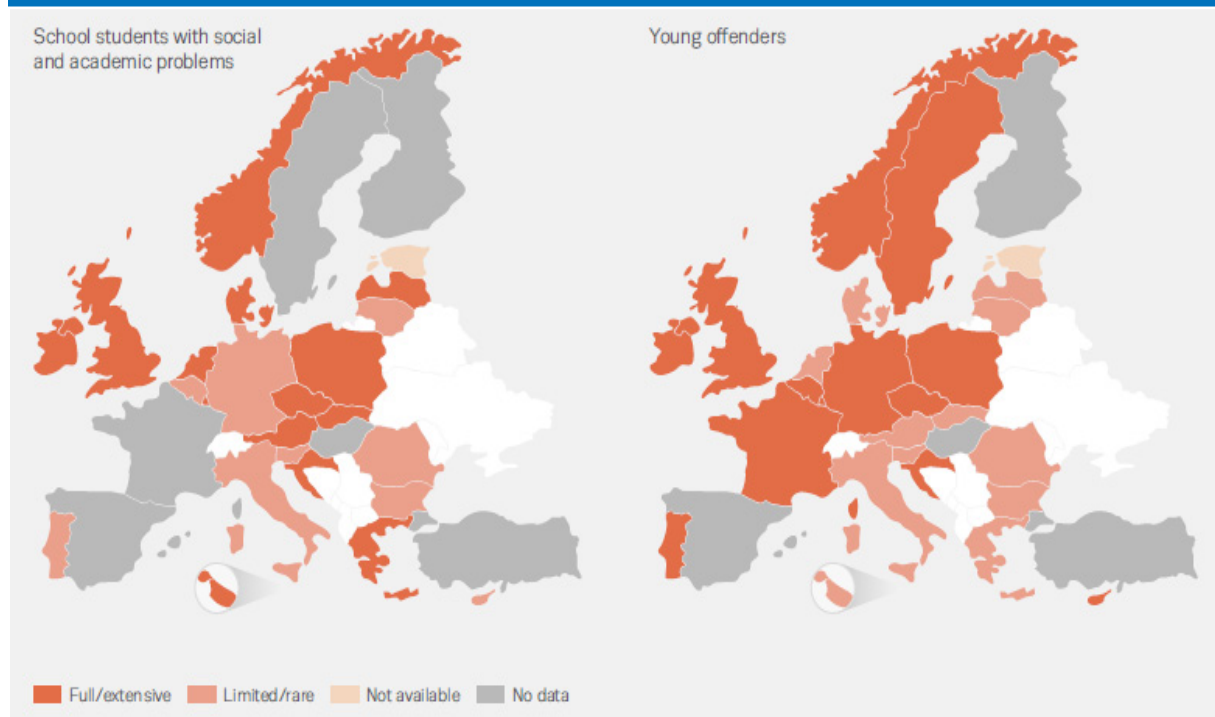 School students with social
and academic problems
Young offenders
Full/extensive
Limited/rare
Not available
No data